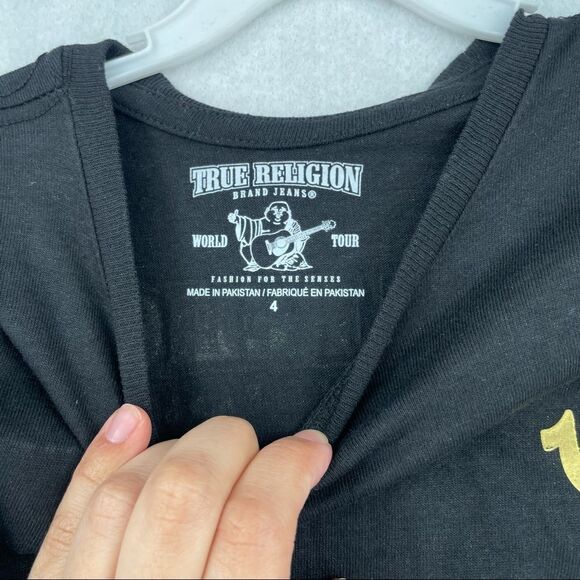 TRUE RELIGION
BRAND JEANS®
WORLD TOUR
FASHION FOR THE SENSES
MADE IN PAKISTAN / FABRIQUÉ EN PAKISTAN
4